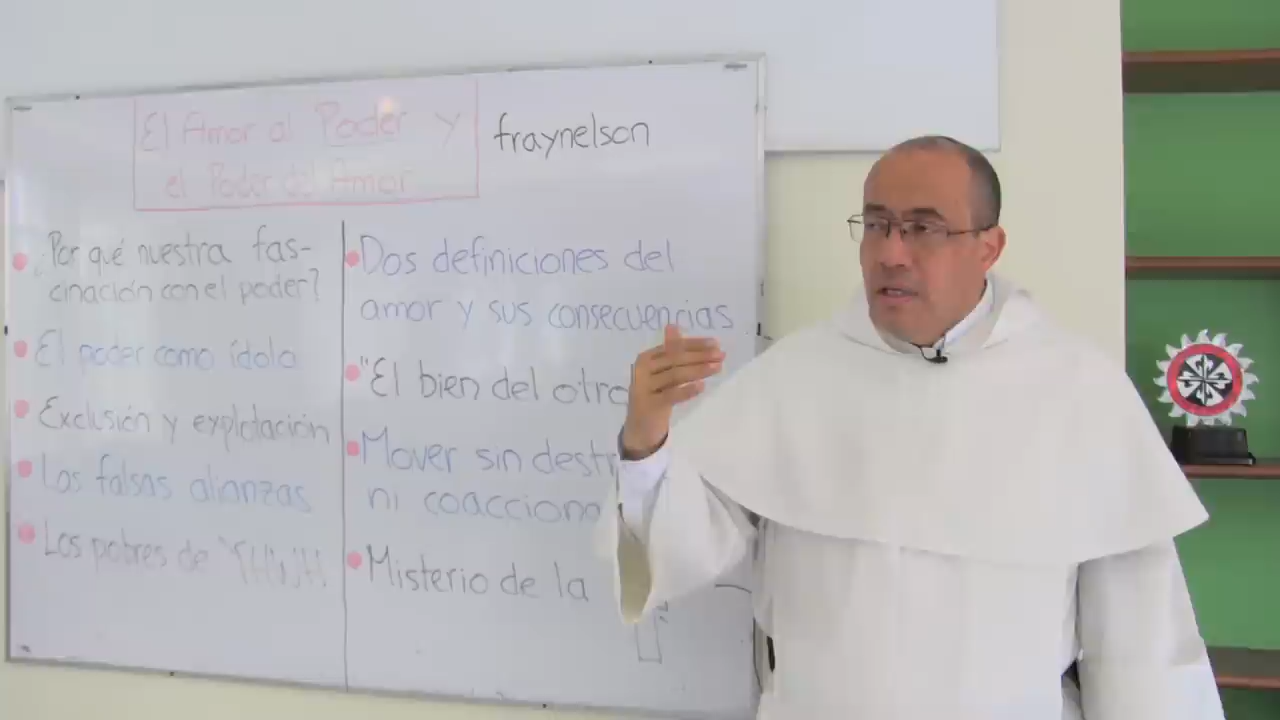 El Amor al Poder y
el Poder del Amor
fraynelson
¿Por qué nuestra fas-
cinación con el poder?
El poder como ídolo
Exclusión y explotación
Las falsas alianzas
Los pobres de YHWH
Dos definiciones del
amor y sus consecuencias
"El bien del otro
Mover sin destr
ni coacciona
Misterio de la